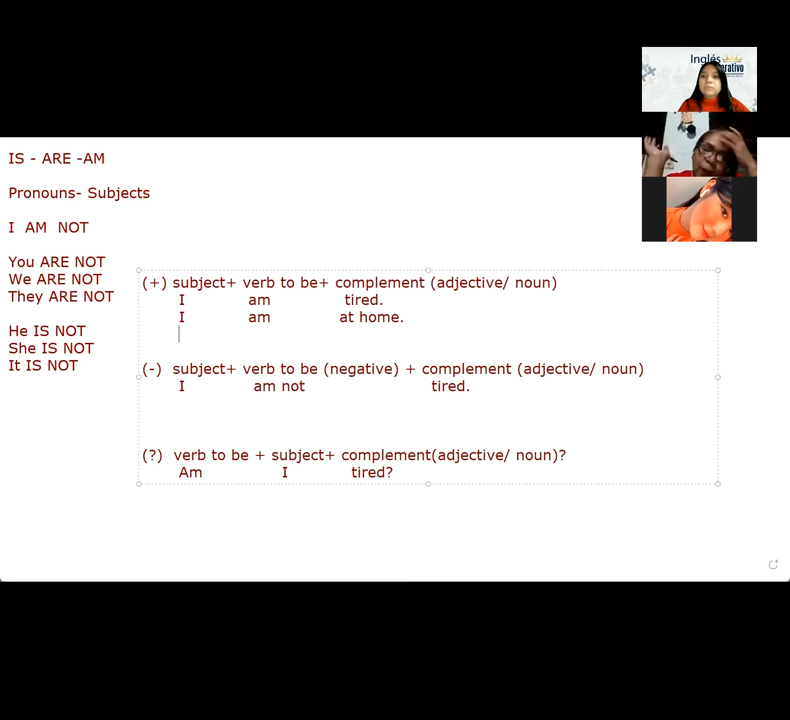 Inglés
IS - ARE -AM
Pronouns- Subjects
I AM NOT
You ARE NOT
We ARE NOT
They ARE NOT
He IS NOT
She IS NOT
It IS NOT
(+) subject+ verb to be+ complement (adjective/ noun)
I am tired.
I am at home.
(-) subject+ verb to be (negative) + complement (adjective/ noun)
I am not tired.
(?) verb to be + subject+ complement(adjective/ noun)?
Am I tired?